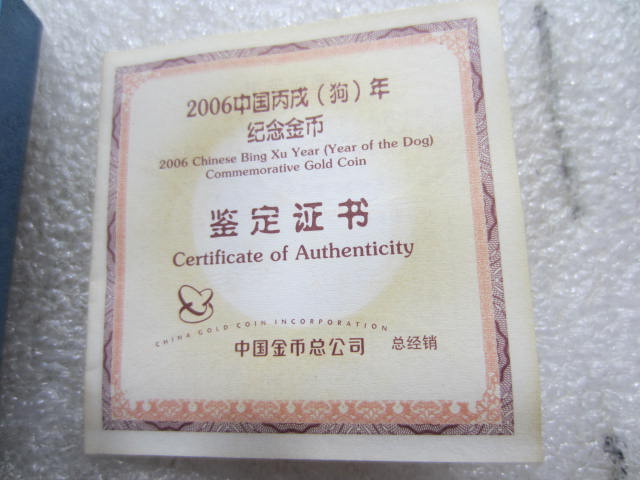 2006中国丙戌（狗）年
纪念金币
2006 Chinese Bing Xu Year (Year of the Dog)
Commemorative Gold Coin
鉴定证书
Certificate of Authenticity
CHINA GOLD COIN INCORPORATION
中国金币总公司 总经销